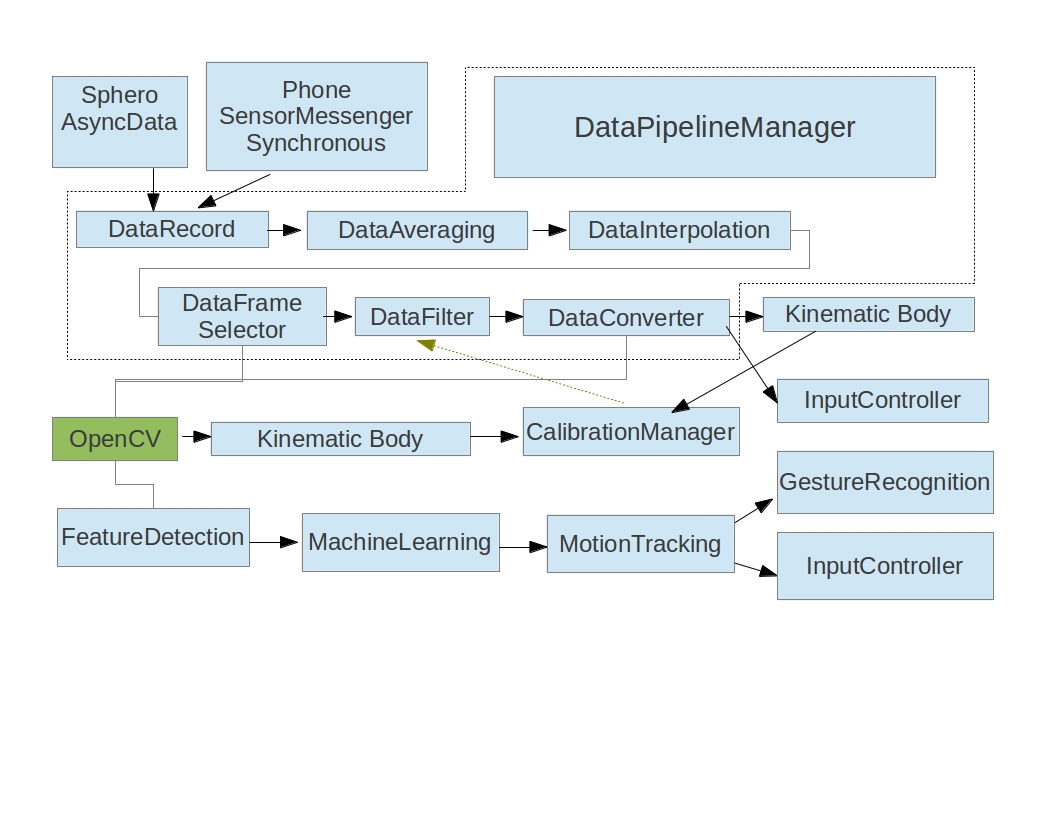 Sphero
AsyncData
Phone
SensorMessenger
Synchronous
DataPipelineManager
DataRecord
DataAveraging
DataInterpolation
DataFrame
Selector
DataFilter
DataConverter
Kinematic Body
InputController
OpenCV
Kinematic Body
CalibrationManager
GestureRecognition
FeatureDetection
MachineLearning
MotionTracking
InputController